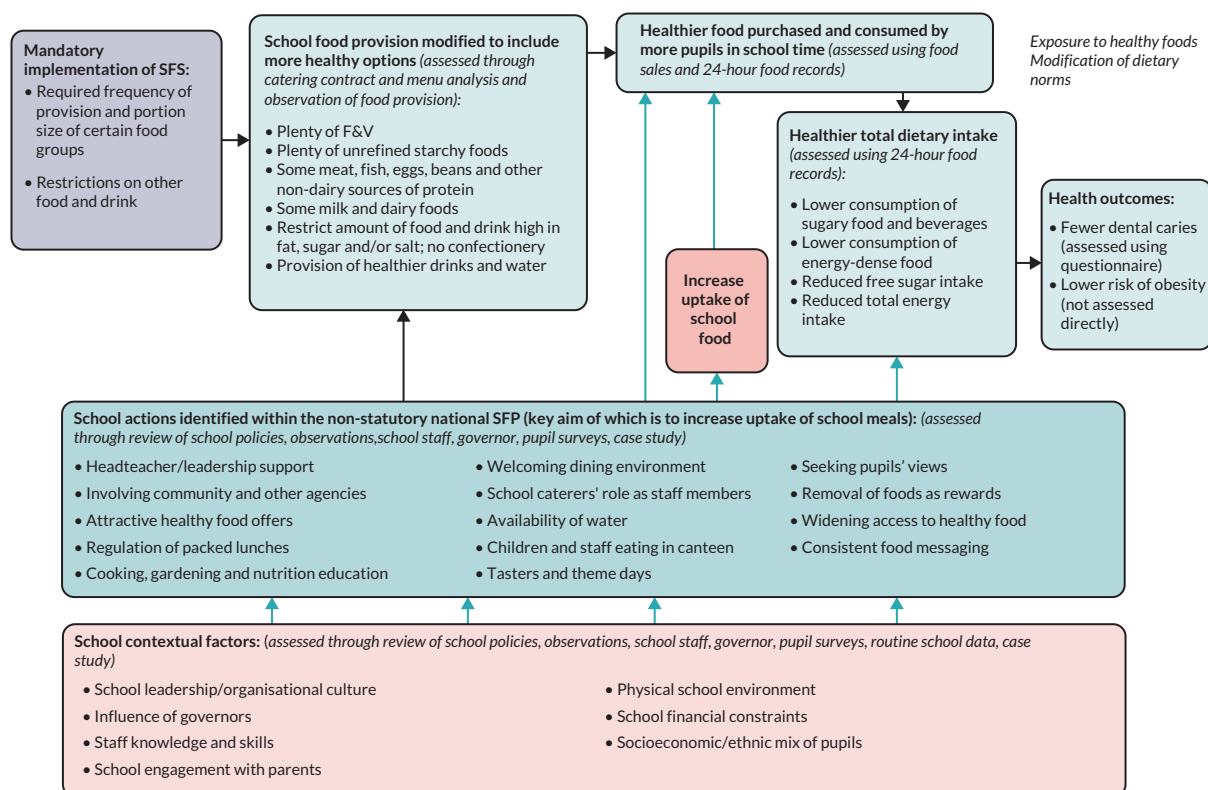 Mandatory
implementation of SFS:
• Required frequency of
provision and portion
size of certain food
groups
• Restrictions on other
food and drink
School food provision modified to include
more healthy options (assessed through
catering contract and menu analysis and
observation of food provision):
• Plenty of F&V
• Plenty of unrefined starchy foods
• Some meat, fish, eggs, beans and other
non-dairy sources of protein
• Some milk and dairy foods
• Restrict amount of food and drink high in
fat, sugar and/or salt; no confectionery
• Provision of healthier drinks and water
Healthier food purchased and consumed by
more pupils in school time (assessed using food
sales and 24-hour food records)
Exposure to healthy foods
Modification of dietary
norms
Healthier total dietary intake
(assessed using 24-hour food
records):
• Lower consumption of
sugary food and beverages
• Lower consumption of
energy-dense food
• Reduced free sugar intake
• Reduced total energy
intake
Health outcomes:
• Fewer dental caries
(assessed using
questionnaire)
• Lower risk of obesity
(not assessed
directly)
Increase
uptake of
school
food
School actions identified within the non-statutory national SFP (key aim of which is to increase uptake of school meals): (assessed
through review of school policies, observations,school staff, governor, pupil surveys, case study)
• Headteacher/leadership support
• Involving community and other agencies
• Attractive healthy food offers
• Regulation of packed lunches
• Cooking, gardening and nutrition education
• Welcoming dining environment
• School caterers' role as staff members
• Availability of water
• Children and staff eating in canteen
• Tasters and theme days
• Seeking pupils' views
• Removal of foods as rewards
• Widening access to healthy food
• Consistent food messaging
School contextual factors: (assessed through review of school policies, observations, school staff, governor, pupil surveys, routine school data, case
study)
• School leadership/organisational culture
• Influence of governors
• Staff knowledge and skills
• School engagement with parents
• Physical school environment
• School financial constraints
• Socioeconomic/ethnic mix of pupils